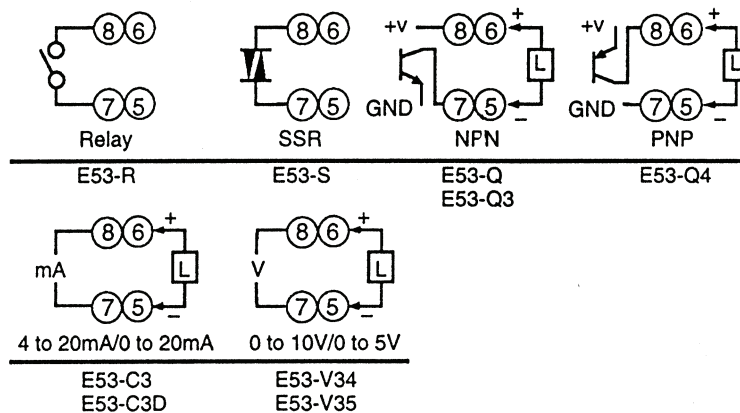 8 6
7 5
Relay
E53-R
8 6
7 5
SSR
E53-S
+v 8 6 +
L
GND 7 5 −
NPN
E53-Q
E53-Q3
+v 8 6 +
L
GND 7 5 −
PNP
E53-Q4
8 6 +
mA L
7 5 −
4 to 20mA/0 to 20mA
E53-C3
E53-C3D
8 6 +
V L
7 5 −
0 to 10V/0 to 5V
E53-V34
E53-V35